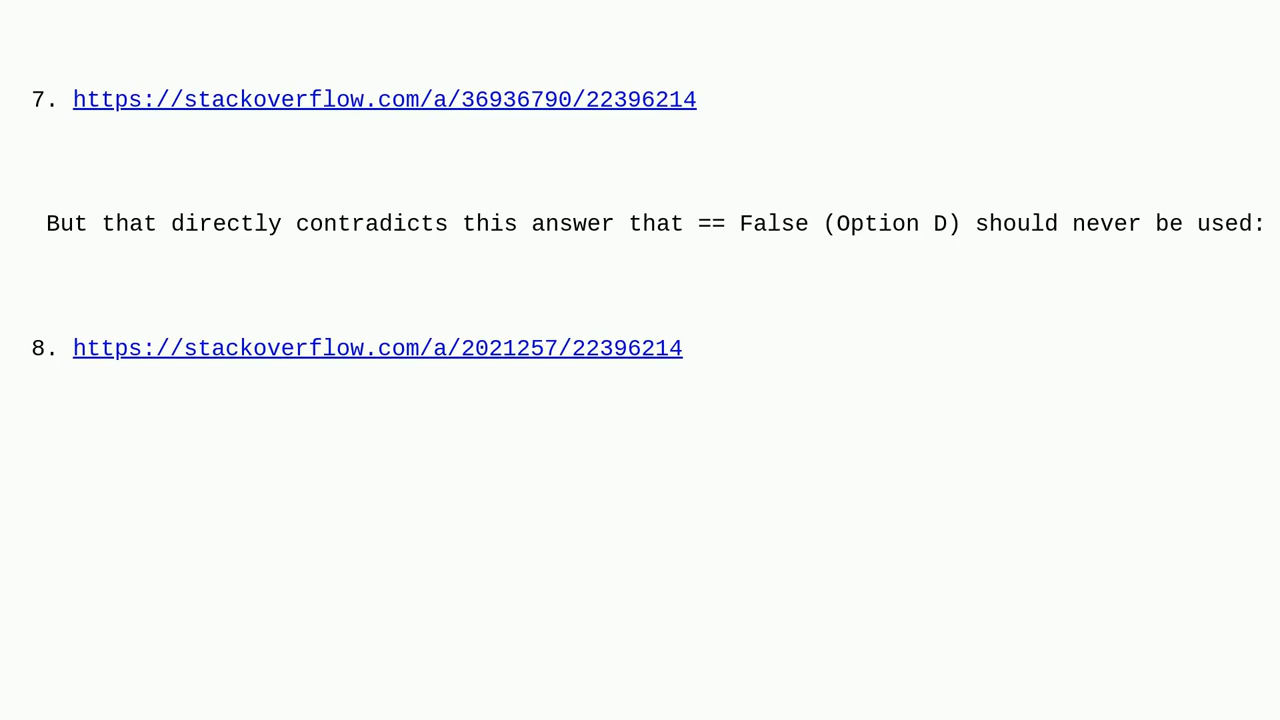 7. https://stackoverflow.com/a/36936790/22396214
But that directly contradicts this answer that == False (Option D) should never be used:
8. https://stackoverflow.com/a/2021257/22396214